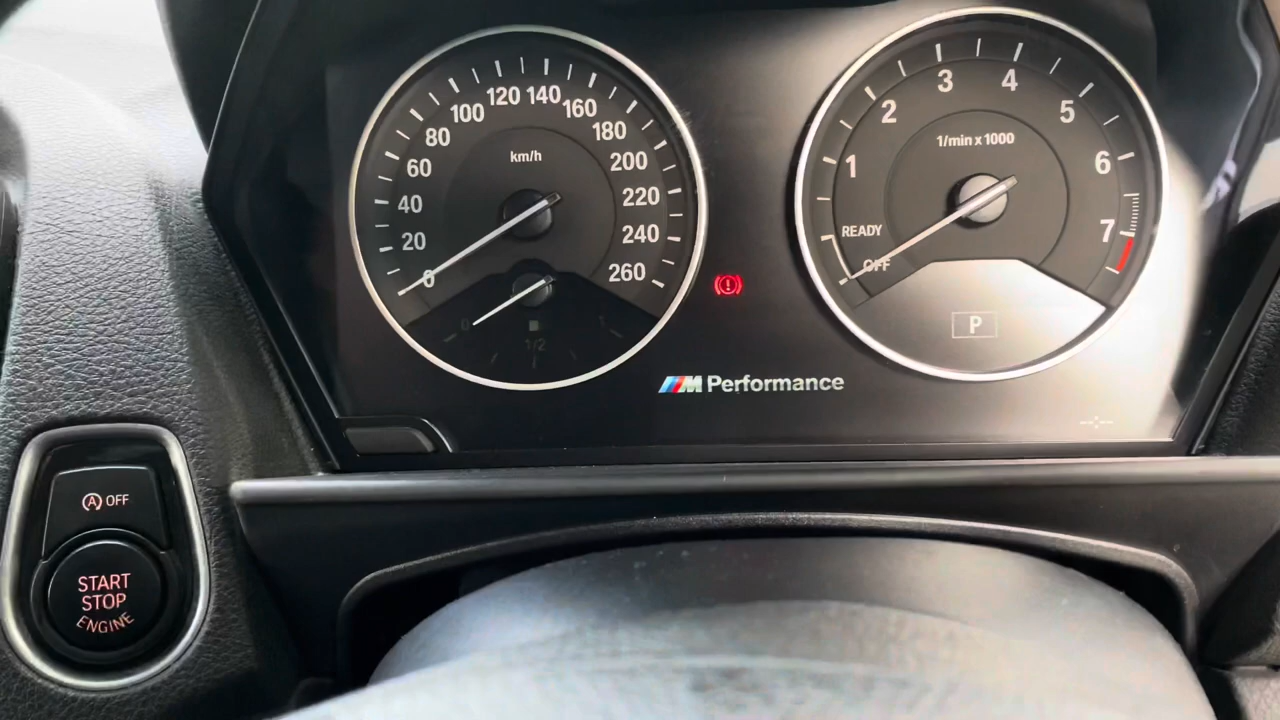 0
20
40
60
80
100
120
140
160
180
200
220
240
260
km/h
0
1/2
1
2
3
4
5
6
7
1/min x 1000
READY
OFF
P
M Performance
A OFF
START
STOP
ENGINE